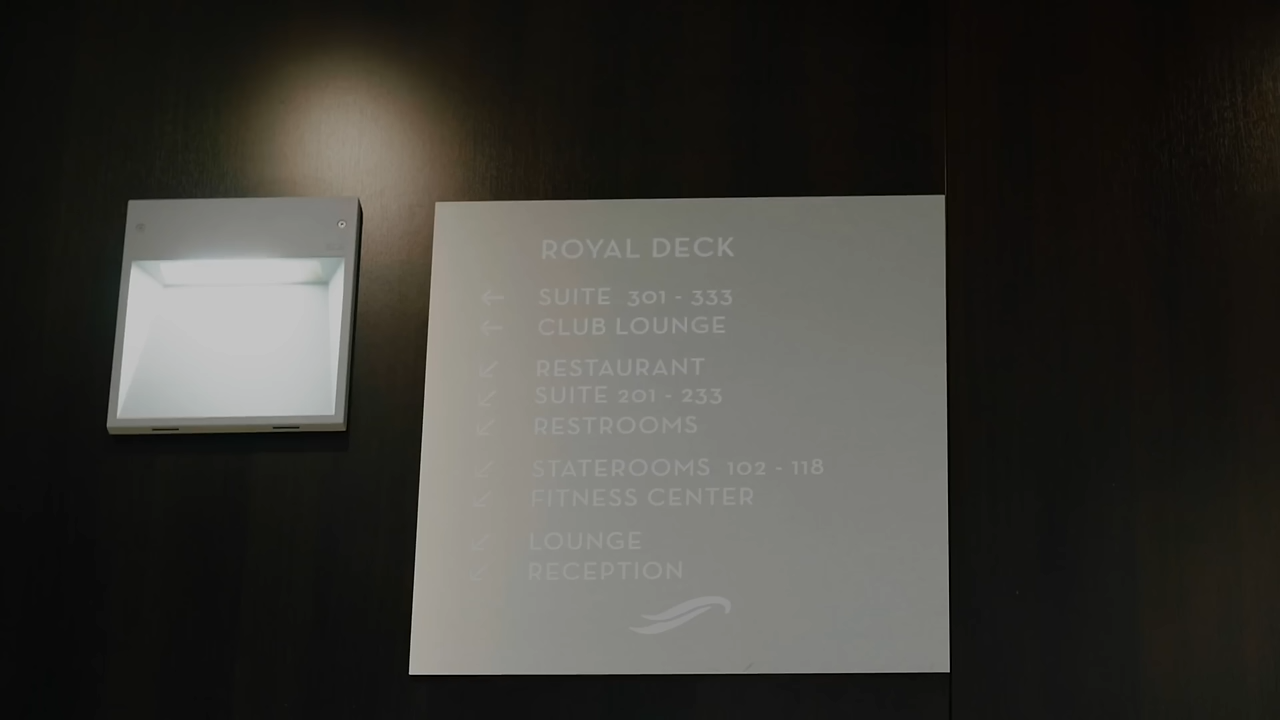 ROYAL DECK
← SUITE 301 - 333
← CLUB LOUNGE
↙ RESTAURANT
↙ SUITE 201 - 233
↙ RESTROOMS
↙ STATEROOMS 102 - 118
↙ FITNESS CENTER
↙ LOUNGE
↙ RECEPTION